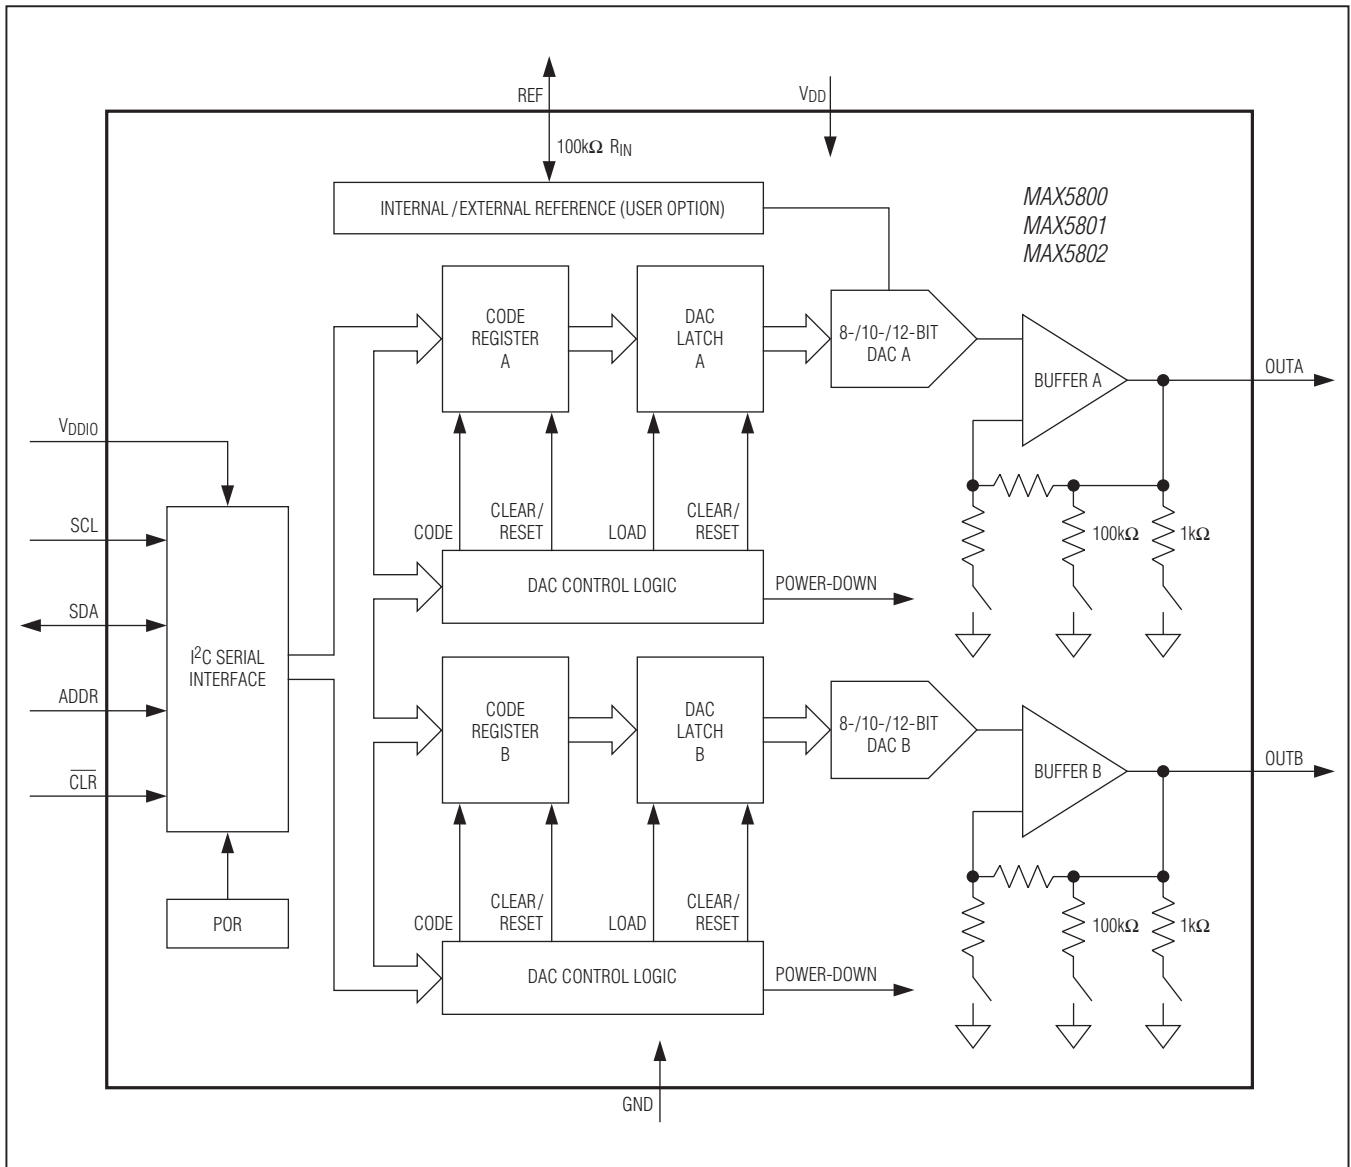 REF
VDD
100kΩ RIN
INTERNAL/EXTERNAL REFERENCE (USER OPTION)
MAX5800
MAX5801
MAX5802
CODE
REGISTER
A
DAC
LATCH
A
8-/10-/12-BIT
DAC A
BUFFER A
OUTA
VDDIO
SCL
SDA
ADDR
CLR
I2C SERIAL
INTERFACE
POR
CODE
CLEAR/
RESET
LOAD
CLEAR/
RESET
100kΩ
1kΩ
DAC CONTROL LOGIC
POWER-DOWN
CODE
REGISTER
B
DAC
LATCH
B
8-/10-/12-BIT
DAC B
BUFFER B
OUTB
CODE
CLEAR/
RESET
LOAD
CLEAR/
RESET
100kΩ
1kΩ
DAC CONTROL LOGIC
POWER-DOWN
GND